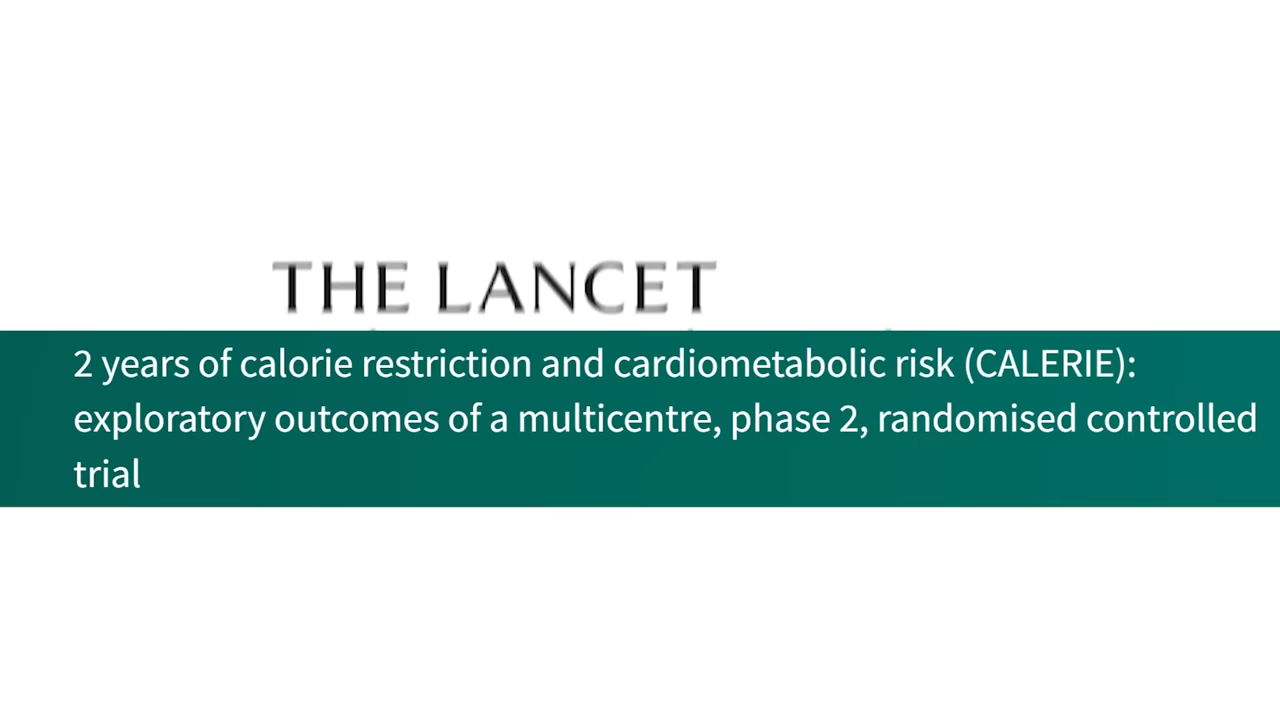 THE LANCET
2 years of calorie restriction and cardiometabolic risk (CALERIE):
exploratory outcomes of a multicentre, phase 2, randomised controlled
trial